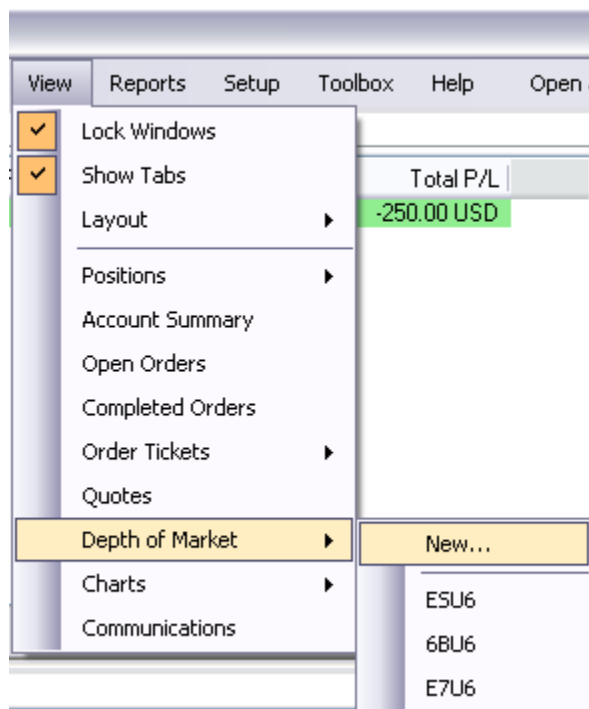 View Reports Setup Toolbox Help Open
Lock Windows
Show Tabs Total P/L
Layout -250.00 USD
Positions
Account Summary
Open Orders
Completed Orders
Order Tickets
Quotes
Depth of Market New...
Charts ESU6
Communications 6BU6
E7U6